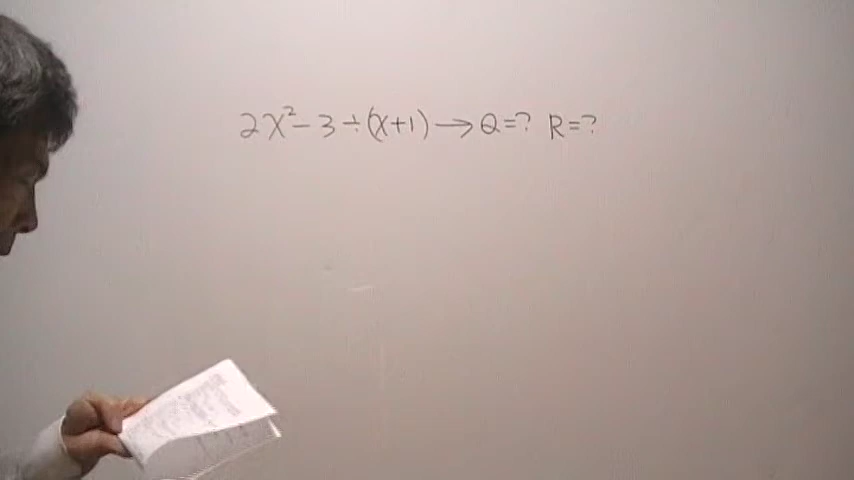 2x² - 3 ÷ (x+1) → Q=? R=?